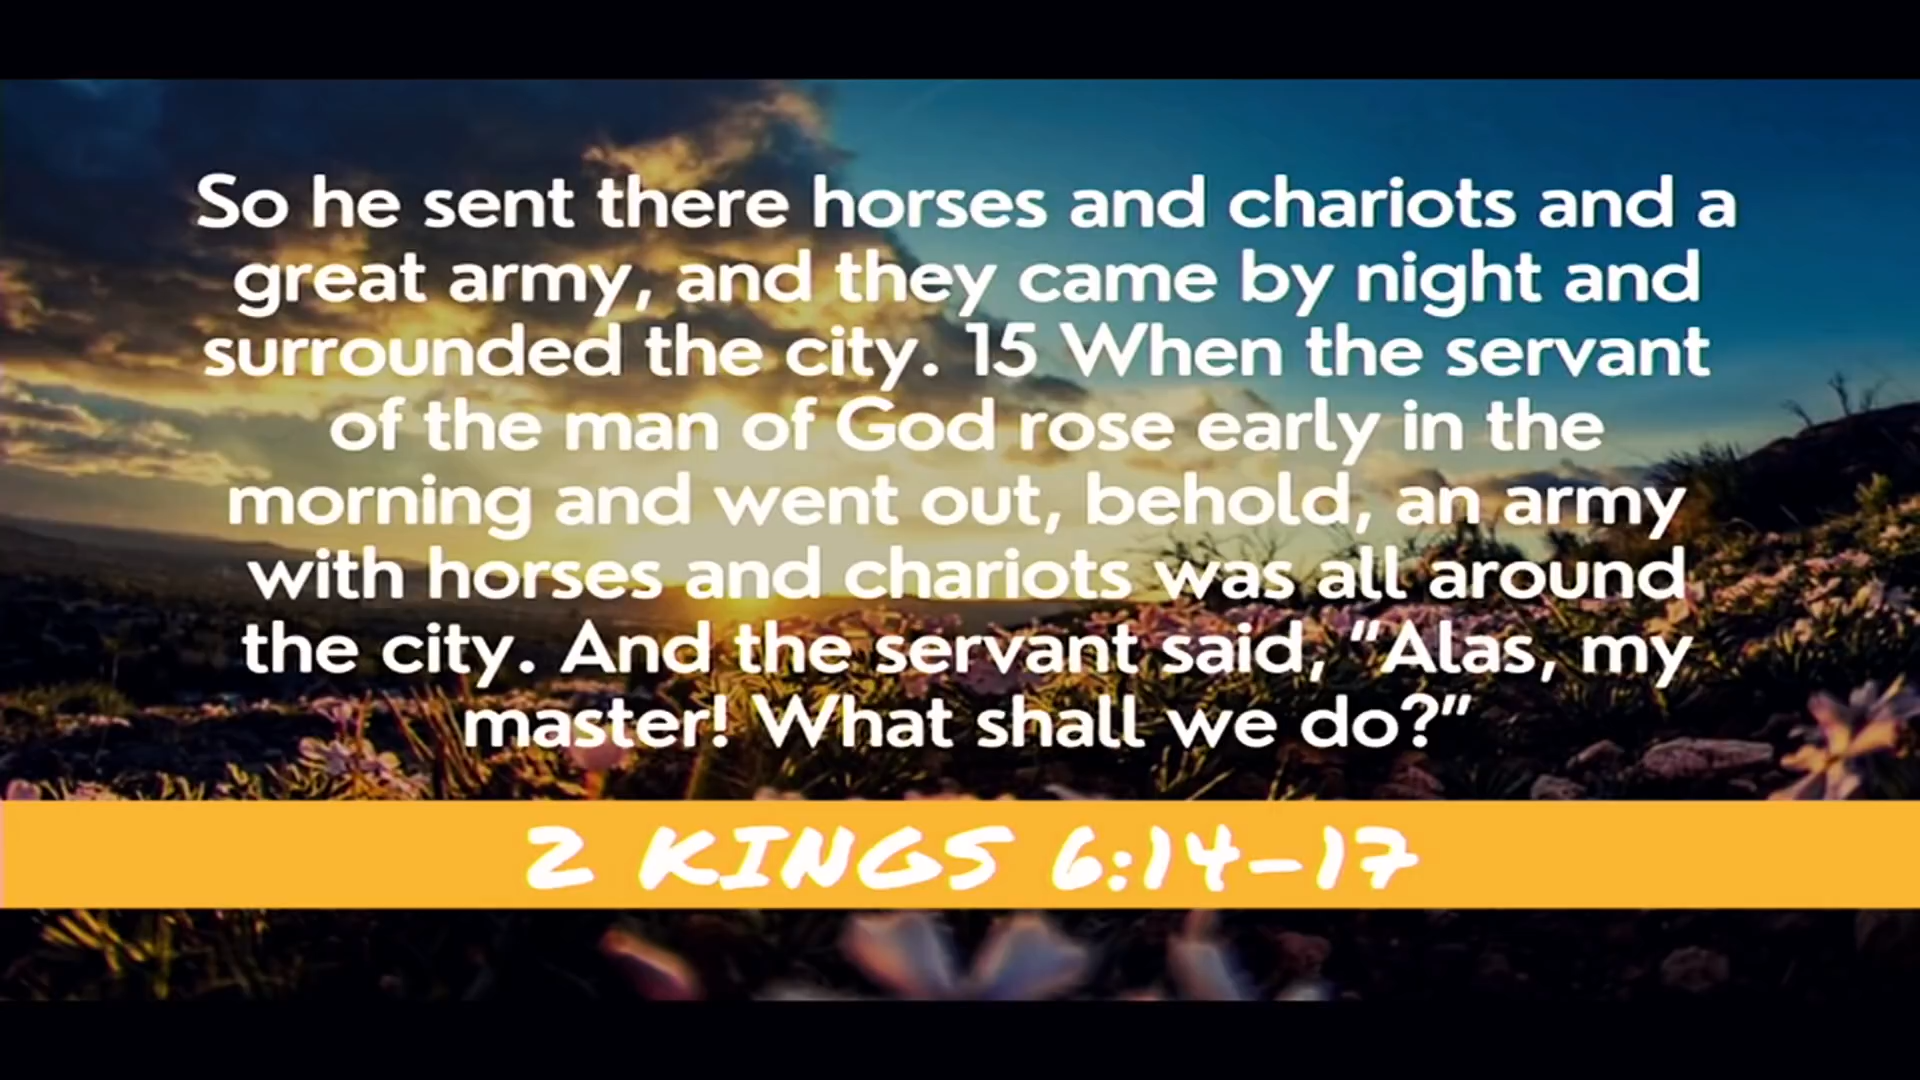 So he sent there horses and chariots and a
great army, and they came by night and
surrounded the city. 15 When the servant
of the man of God rose early in the
morning and went out, behold, an army
with horses and chariots was all around
the city. And the servant said, “Alas, my
master! What shall we do?”
2 KINGS 6:14-17